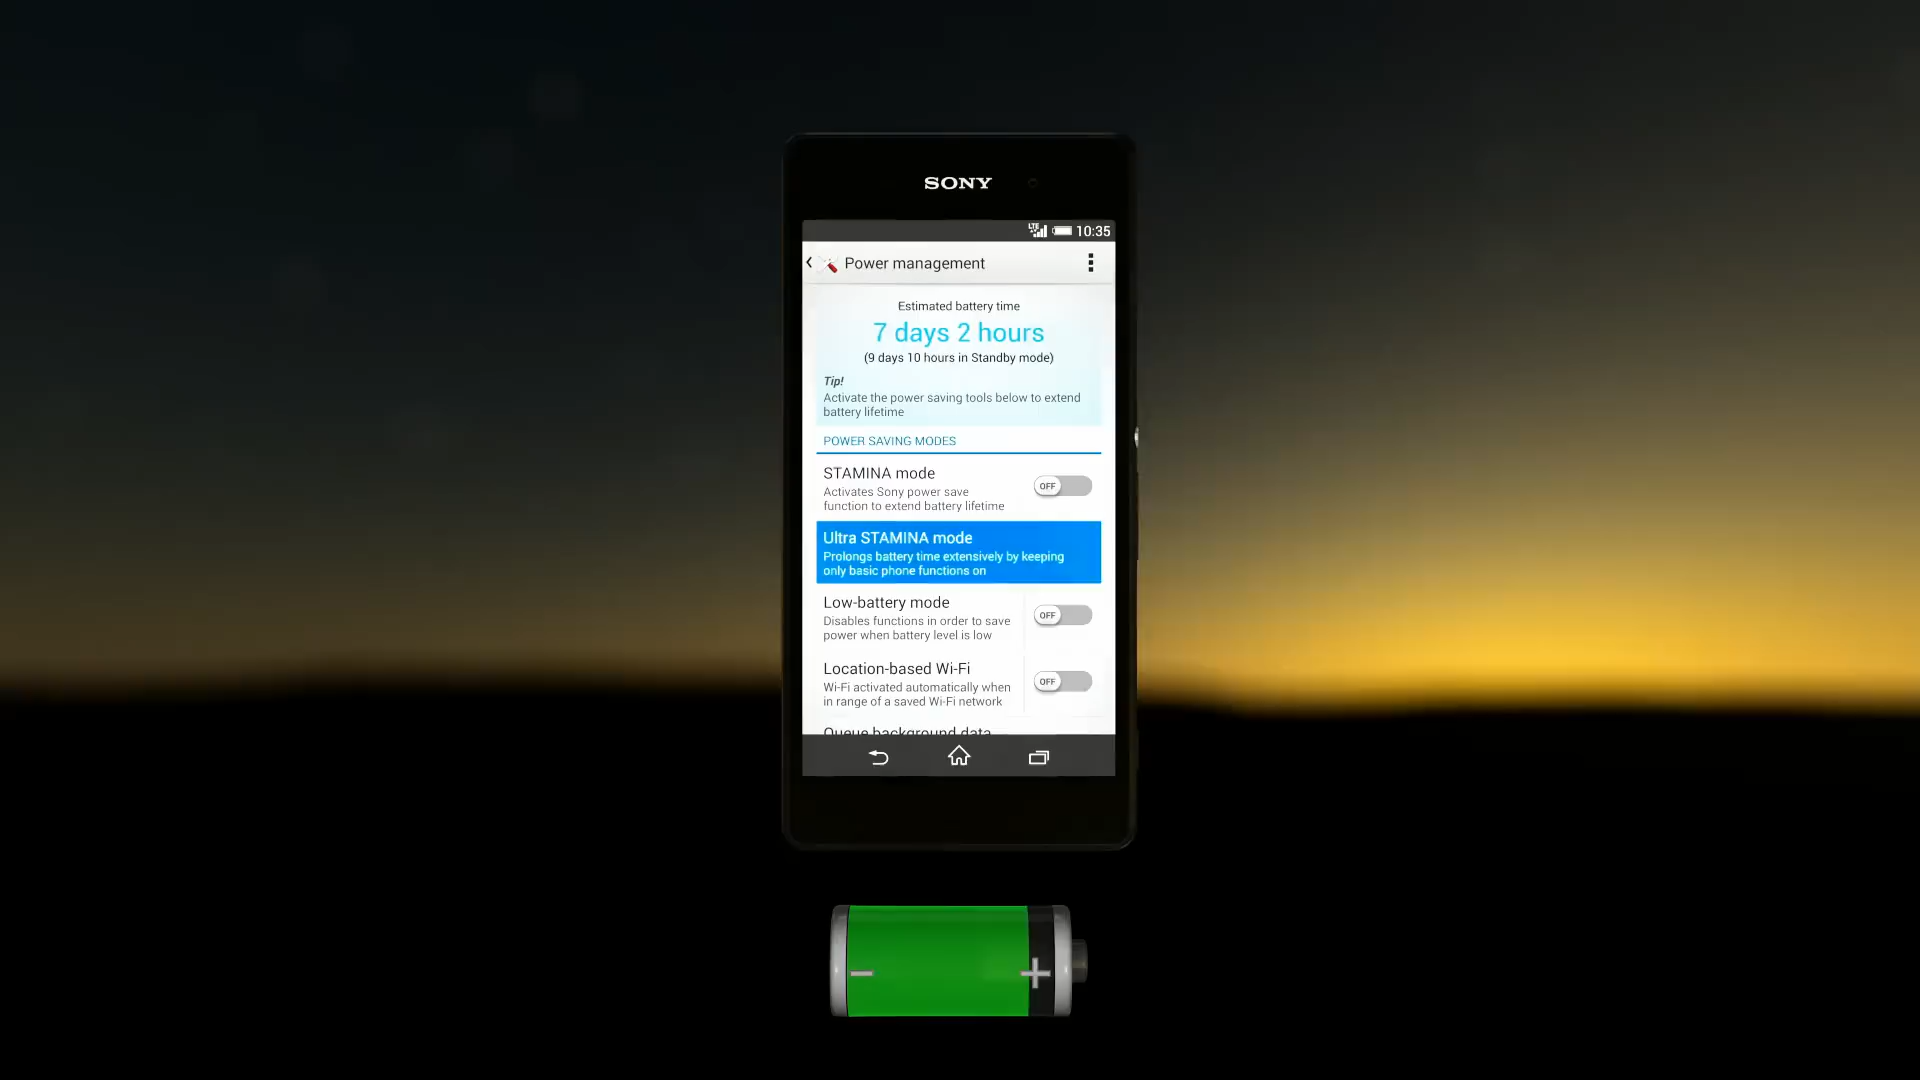 SONY
LTE 10:35
Power management
Estimated battery time
7 days 2 hours
(9 days 10 hours in Standby mode)
Tip!
Activate the power saving tools below to extend
battery lifetime
POWER SAVING MODES
STAMINA mode
Activates Sony power save
function to extend battery lifetime
OFF
Ultra STAMINA mode
Prolongs battery time extensively by keeping
only basic phone functions on
Low-battery mode
Disables functions in order to save
power when battery level is low
OFF
Location-based Wi-Fi
Wi-Fi activated automatically when
in range of a saved Wi-Fi network
OFF
Queue background data